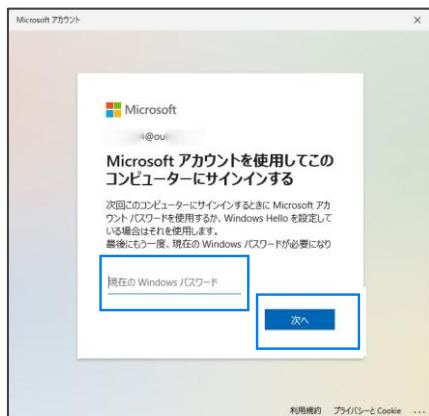 Microsoft アカウント
Microsoft
@ou
Microsoft アカウントを使用してこの
コンピューターにサインインする
次回このコンピューターにサインインするときに Microsoft アカ
ウント パスワードを使用するか、Windows Hello を設定して
いる場合はそれを使用します。
最後にもう一度、現在の Windows パスワードが必要になり
現在の Windows パスワード
次へ
利用規約 プライバシーと Cookie ...